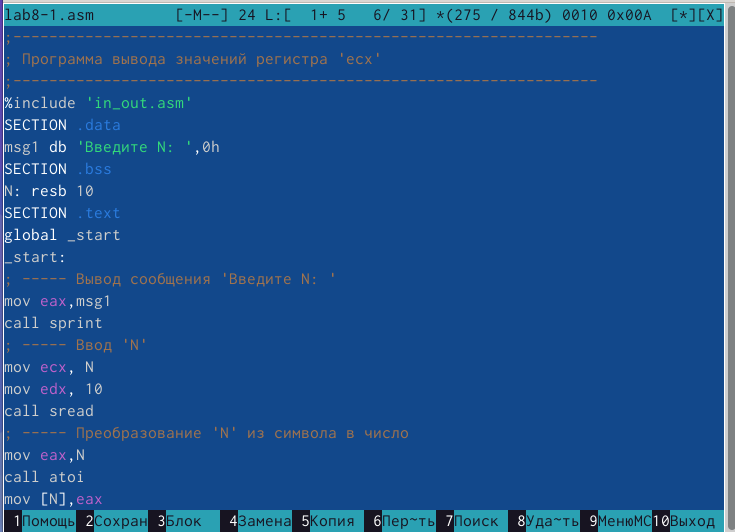 lab8-1.asm [-M--] 24 L:[ 1+ 5 6/ 31] *(275 / 844b) 0010 0x00A [*][X]
;-----------------------------------------------------------------
; Программа вывода значений регистра 'ecx'
;-----------------------------------------------------------------
%include 'in_out.asm'
SECTION .data
msg1 db 'Введите N: ',0h
SECTION .bss
N: resb 10
SECTION .text
global _start
_start:
; ----- Вывод сообщения 'Введите N: '
mov eax,msg1
call sprint
; ----- Ввод 'N'
mov ecx, N
mov edx, 10
call sread
; ----- Преобразование 'N' из символа в число
mov eax,N
call atoi
mov [N],eax
1Помощь 2Сохран 3Блок 4Замена 5Копия 6Пер~ть 7Поиск 8Уда~ть 9МенюMC 10Выход